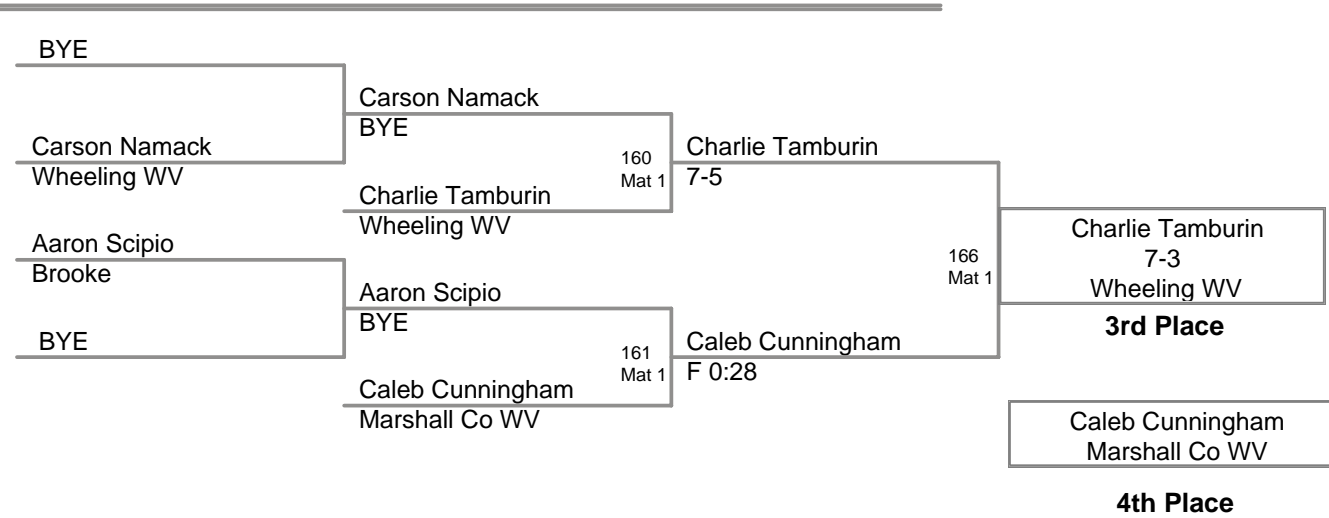 BYE
Carson Namack
Wheeling WV
Aaron Scipio
Brooke
BYE
Carson Namack
BYE
Charlie Tamburin
Wheeling WV
Aaron Scipio
BYE
Caleb Cunningham
Marshall Co WV
160
Mat 1
161
Mat 1
Charlie Tamburin
7-5
Caleb Cunningham
F 0:28
166
Mat 1
Charlie Tamburin
7-3
Wheeling WV
3rd Place
Caleb Cunningham
Marshall Co WV
4th Place